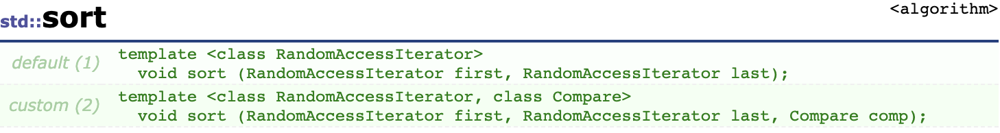 std::sort <algorithm>
default (1) template <class RandomAccessIterator>
void sort (RandomAccessIterator first, RandomAccessIterator last);
custom (2) template <class RandomAccessIterator, class Compare>
void sort (RandomAccessIterator first, RandomAccessIterator last, Compare comp);